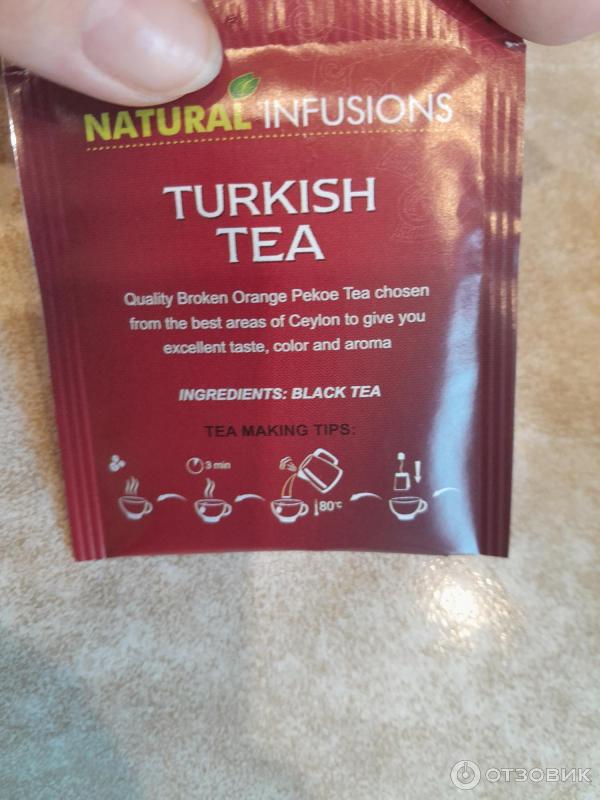 NATURAL INFUSIONS
TURKISH
TEA
Quality Broken Orange Pekoe Tea chosen
from the best areas of Ceylon to give you
excellent taste, color and aroma
INGREDIENTS: BLACK TEA
TEA MAKING TIPS:
3 min
80°C
ОТЗОВИК